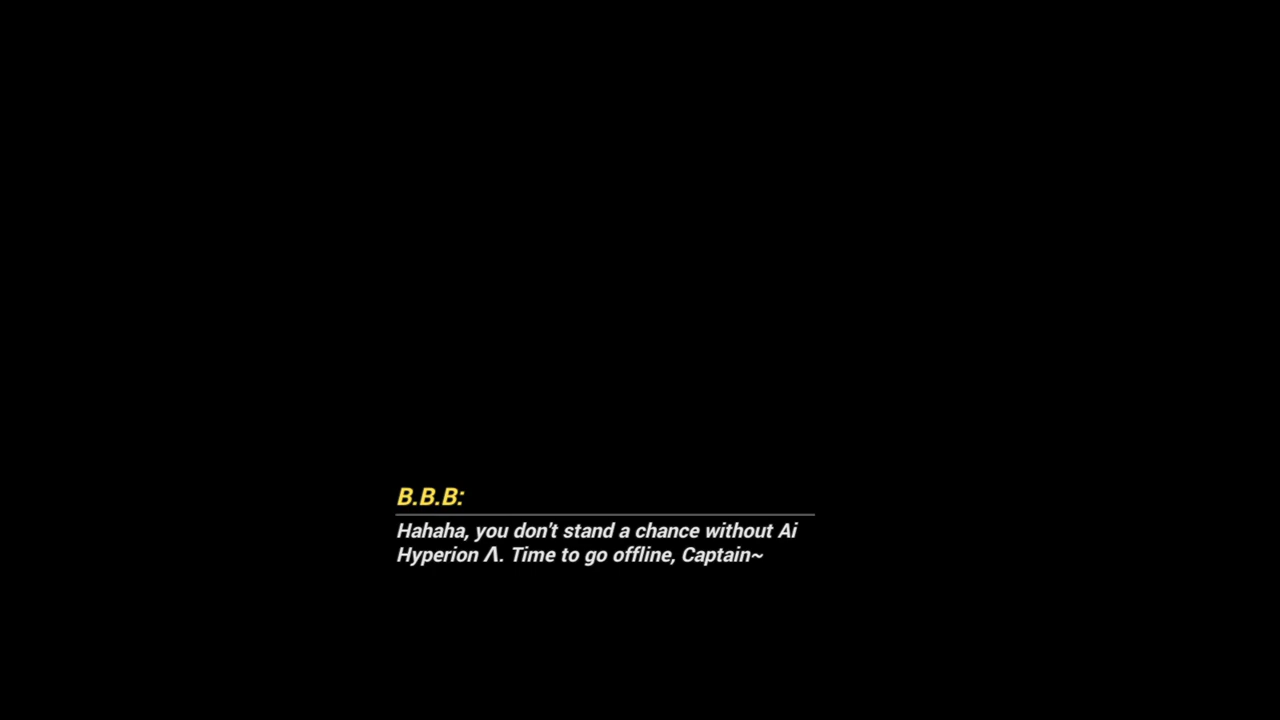 B.B.B:
Hahaha, you don't stand a chance without Ai
Hyperion Λ. Time to go offline, Captain~